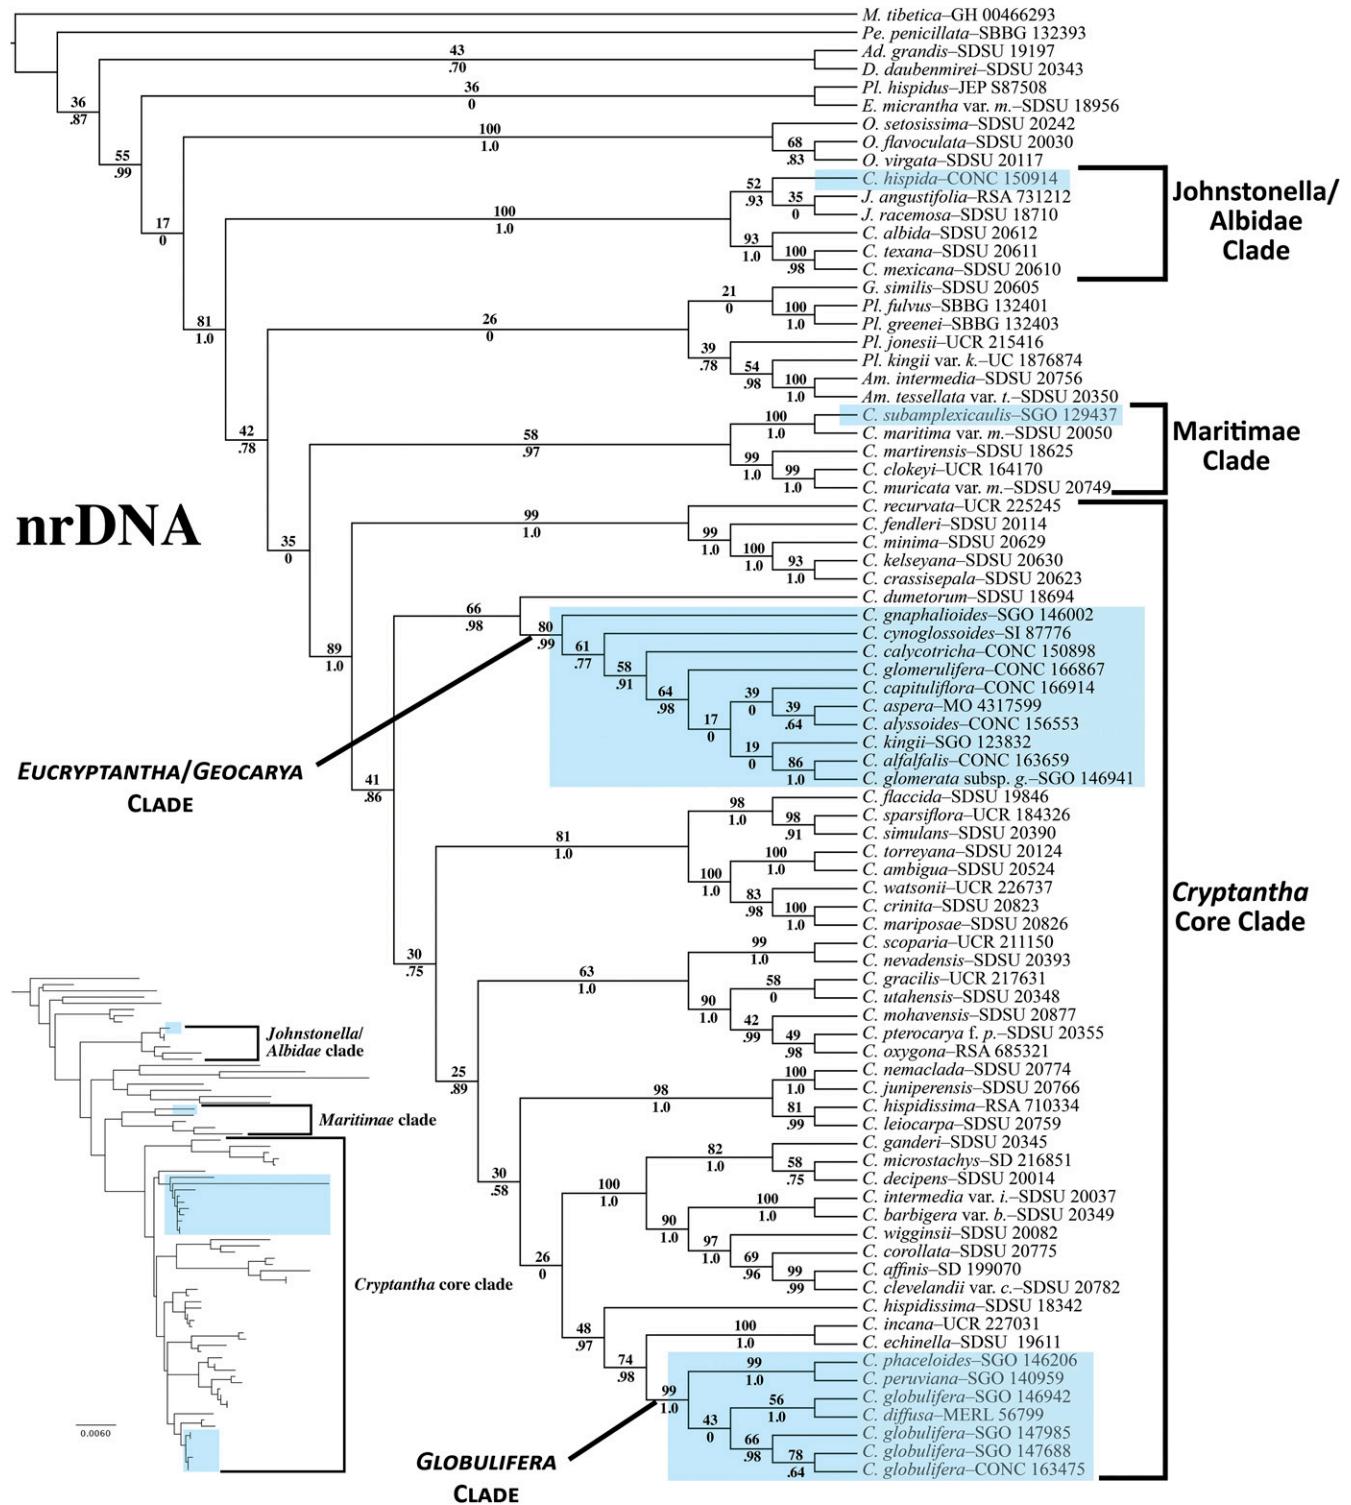 M. tibetica–GH 00466293
Pe. penicillata–SBBG 132393
43
.70
Ad. grandis–SDSU 19197
D. daubenmirei–SDSU 20343
36
.87
36
0
Pl. hispidus–JEP S87508
E. micrantha var. m.–SDSU 18956
55
.99
100
1.0
O. setosissima–SDSU 20242
68
.83
O. flavoculata–SDSU 20030
O. virgata–SDSU 20117
17
0
100
1.0
52
.93
C. hispida–CONC 150914
35
0
J. angustifolia–RSA 731212
J. racemosa–SDSU 18710
93
1.0
C. albida–SDSU 20612
100
.98
C. texana–SDSU 20611
C. mexicana–SDSU 20610
Johnstonella/
Albidae
Clade
81
1.0
26
0
21
0
G. similis–SDSU 20605
100
1.0
Pl. fulvus–SBBG 132401
Pl. greenei–SBBG 132403
39
.78
Pl. jonesii–UCR 215416
54
.98
Pl. kingii var. k.–UC 1876874
100
1.0
Am. intermedia–SDSU 20756
Am. tessellata var. t.–SDSU 20350
42
.78
58
.97
100
1.0
C. subamplexicaulis–SGO 129437
C. maritima var. m.–SDSU 20050
99
1.0
C. martirensis–SDSU 18625
99
1.0
C. clokeyi–UCR 164170
C. muricata var. m.–SDSU 20749
Maritimae
Clade
nrDNA
35
0
99
1.0
C. recurvata–UCR 225245
99
1.0
C. fendleri–SDSU 20114
100
1.0
C. minima–SDSU 20629
93
1.0
C. kelseyana–SDSU 20630
C. crassisepala–SDSU 20623
89
1.0
66
.98
C. dumetorum–SDSU 18694
80
.99
C. gnaphalioides–SGO 146002
61
.77
C. cynoglossoides–SI 87776
58
.91
C. calycotricha–CONC 150898
64
.98
C. glomerulifera–CONC 166867
17
0
39
0
C. capituliflora–CONC 166914
39
.64
C. aspera–MO 4317599
C. alyssoides–CONC 156553
19
0
C. kingii–SGO 123832
86
1.0
C. alfalfalis–CONC 163659
C. glomerata subsp. g.–SGO 146941
EUCRYPTANTHA/GEOCARYA
CLADE
41
.86
81
1.0
98
1.0
C. flaccida–SDSU 19846
98
.91
C. sparsiflora–UCR 184326
C. simulans–SDSU 20390
100
1.0
100
1.0
C. torreyana–SDSU 20124
C. ambigua–SDSU 20524
83
.98
C. watsonii–UCR 226737
100
1.0
C. crinita–SDSU 20823
C. mariposae–SDSU 20826
Cryptantha
Core Clade
30
.75
63
1.0
99
1.0
C. scoparia–UCR 211150
C. nevadensis–SDSU 20393
90
1.0
58
0
C. gracilis–UCR 217631
C. utahensis–SDSU 20348
42
.99
C. mohavensis–SDSU 20877
49
.98
C. pterocarya f. p.–SDSU 20355
C. oxygona–RSA 685321
25
.89
98
1.0
100
1.0
C. nemaclada–SDSU 20774
C. juniperensis–SDSU 20766
81
.99
C. hispidissima–RSA 710334
C. leiocarpa–SDSU 20759
30
.58
100
1.0
82
1.0
C. ganderi–SDSU 20345
58
.75
C. microstachys–SD 216851
C. decipens–SDSU 20014
90
1.0
100
1.0
C. intermedia var. i.–SDSU 20037
C. barbigera var. b.–SDSU 20349
97
1.0
C. wigginsii–SDSU 20082
69
.96
C. corollata–SDSU 20775
99
.99
C. affinis–SD 199070
C. clevelandii var. c.–SDSU 20782
26
0
48
.97
C. hispidissima–SDSU 18342
74
.98
100
1.0
C. incana–UCR 227031
C. echinella–SDSU 19611
99
1.0
99
1.0
C. phaceloides–SGO 146206
C. peruviana–SGO 140959
43
0
56
1.0
C. globulifera–SGO 146942
C. diffusa–MERL 56799
66
.98
C. globulifera–SGO 147985
78
.64
C. globulifera–SGO 147688
C. globulifera–CONC 163475
GLOBULIFERA
CLADE
Johnstonella/
Albidae clade
Maritimae clade
Cryptantha core clade
0.0060